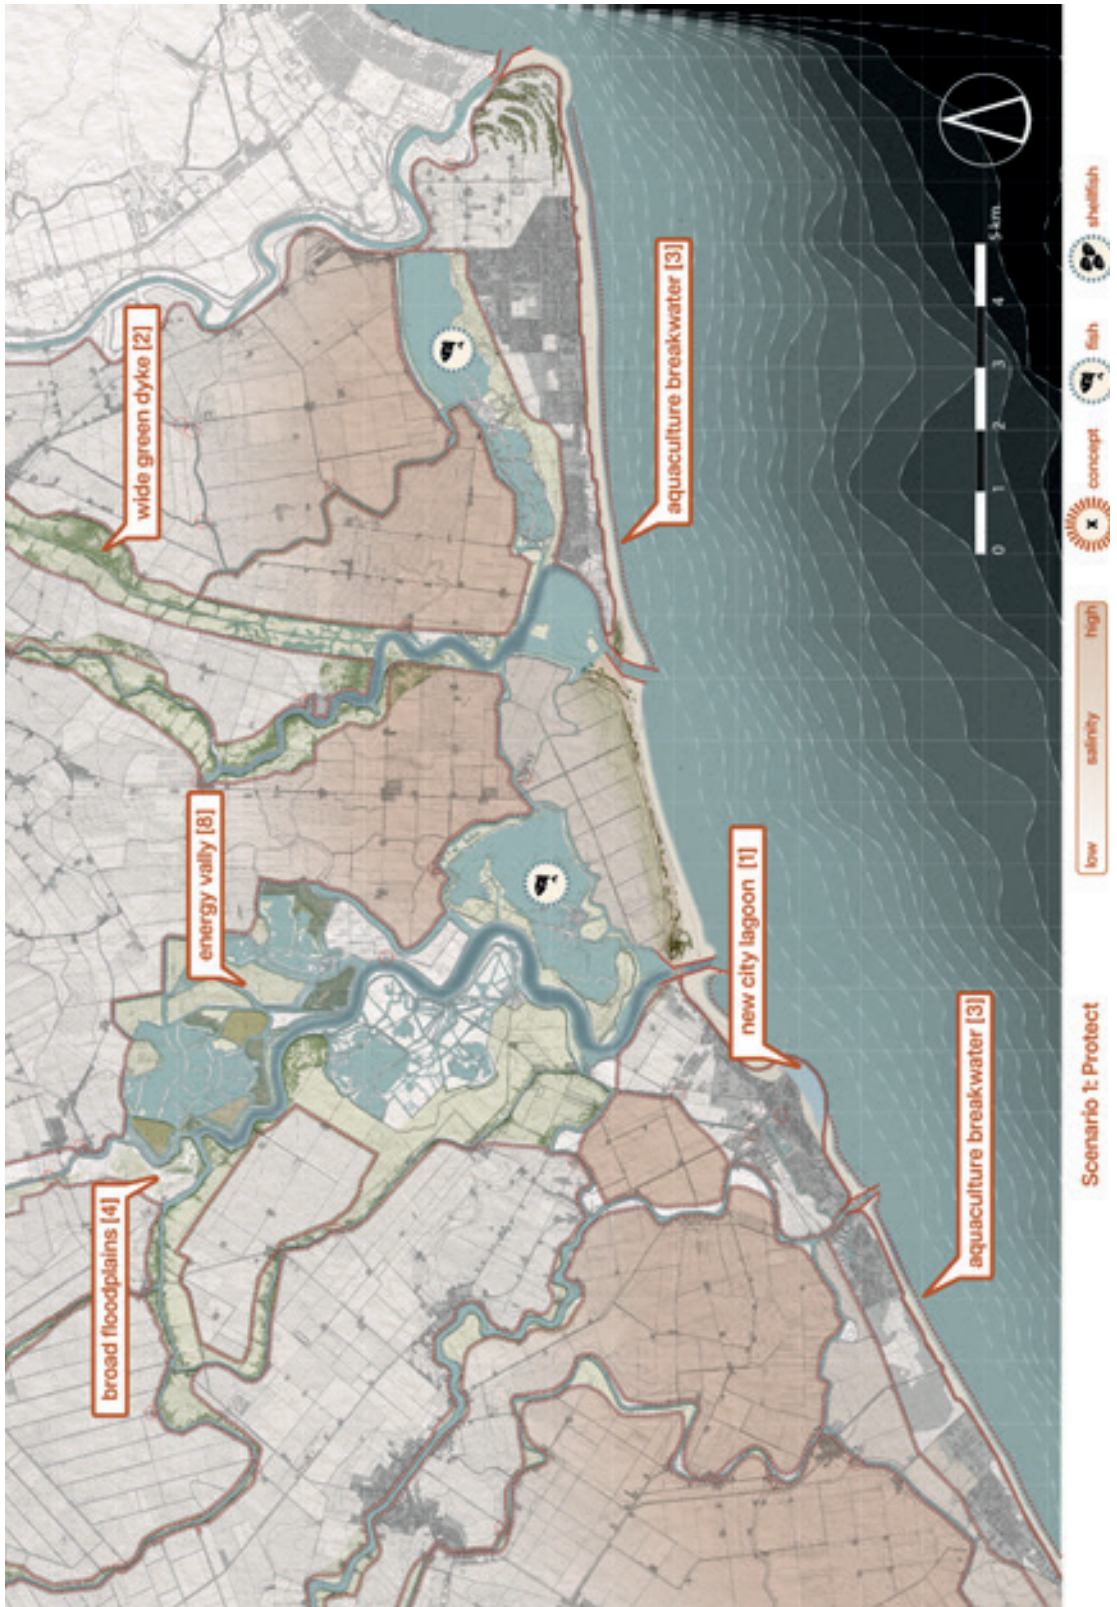 broad floodplains [4]
energy vally [8]
wide green dyke [2]
new city lagoon [1]
aquaculture breakwater [3]
aquaculture breakwater [3]
0 1 2 3 4 5 km
Scenario 1: Protect
low salinity high
x concept
fish
shellfish